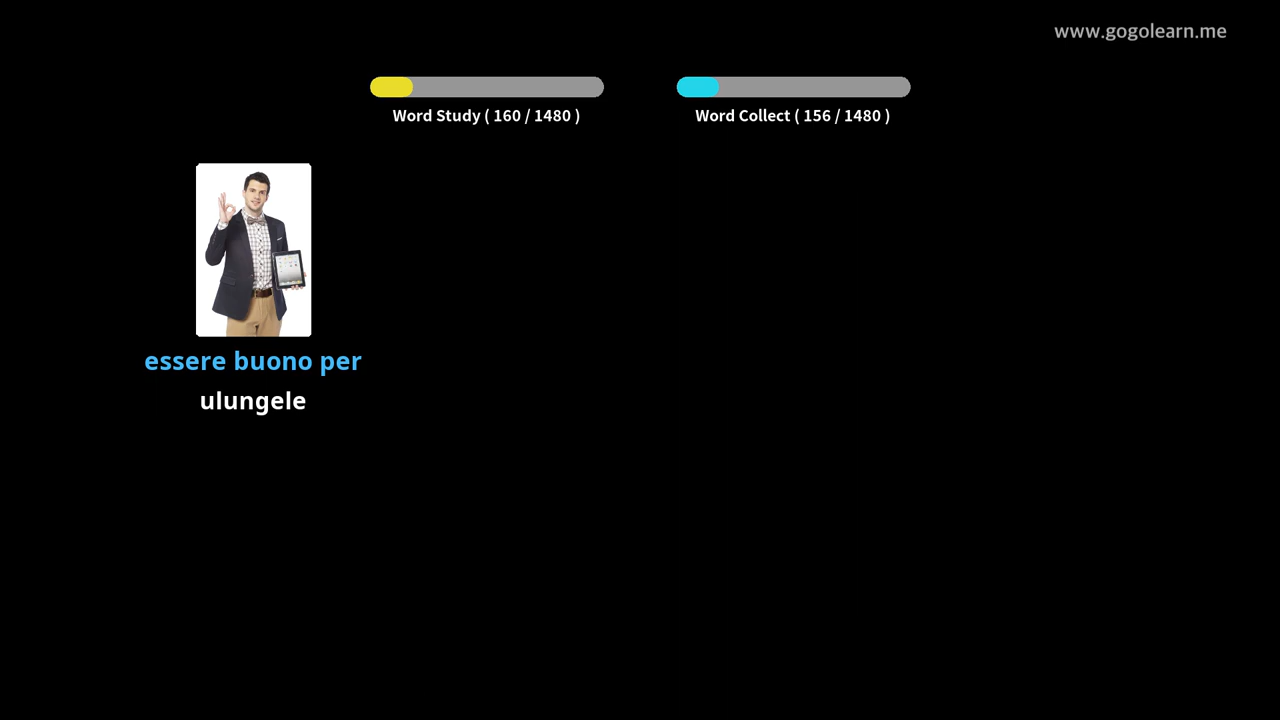 www.gogolearn.me
Word Study ( 160 / 1480 )
Word Collect ( 156 / 1480 )
essere buono per
ulungele